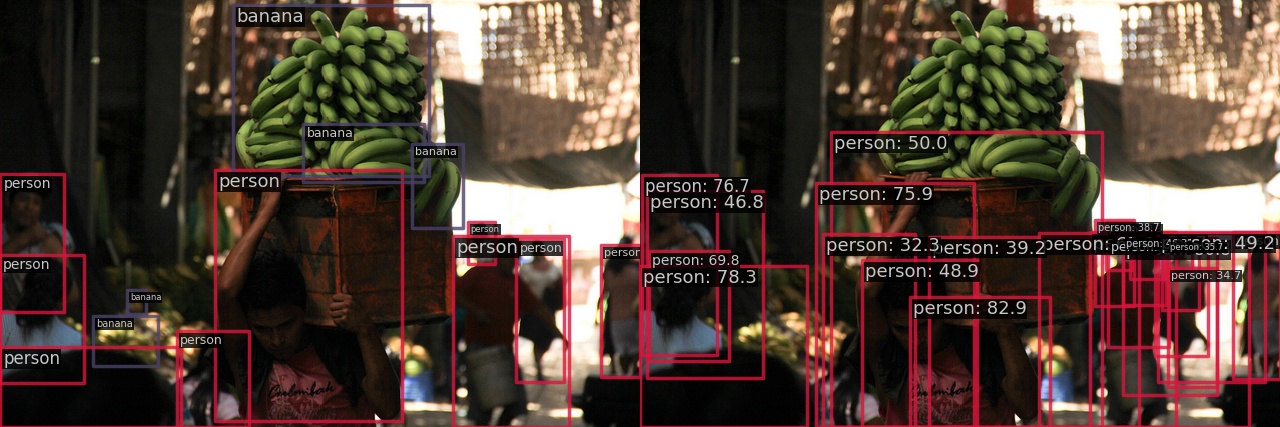 banana
banana
banana
person
person
person
person
person
person
person
person
banana
banana
person
Colombiah
person: 50.0
person: 76.7
person: 46.8
person: 75.9
person: 38.7
person: 32.3
person: 39.2
person:
49.2
person: 69.8
person: 78.3
person: 48.9
person: 34.7
person: 82.9